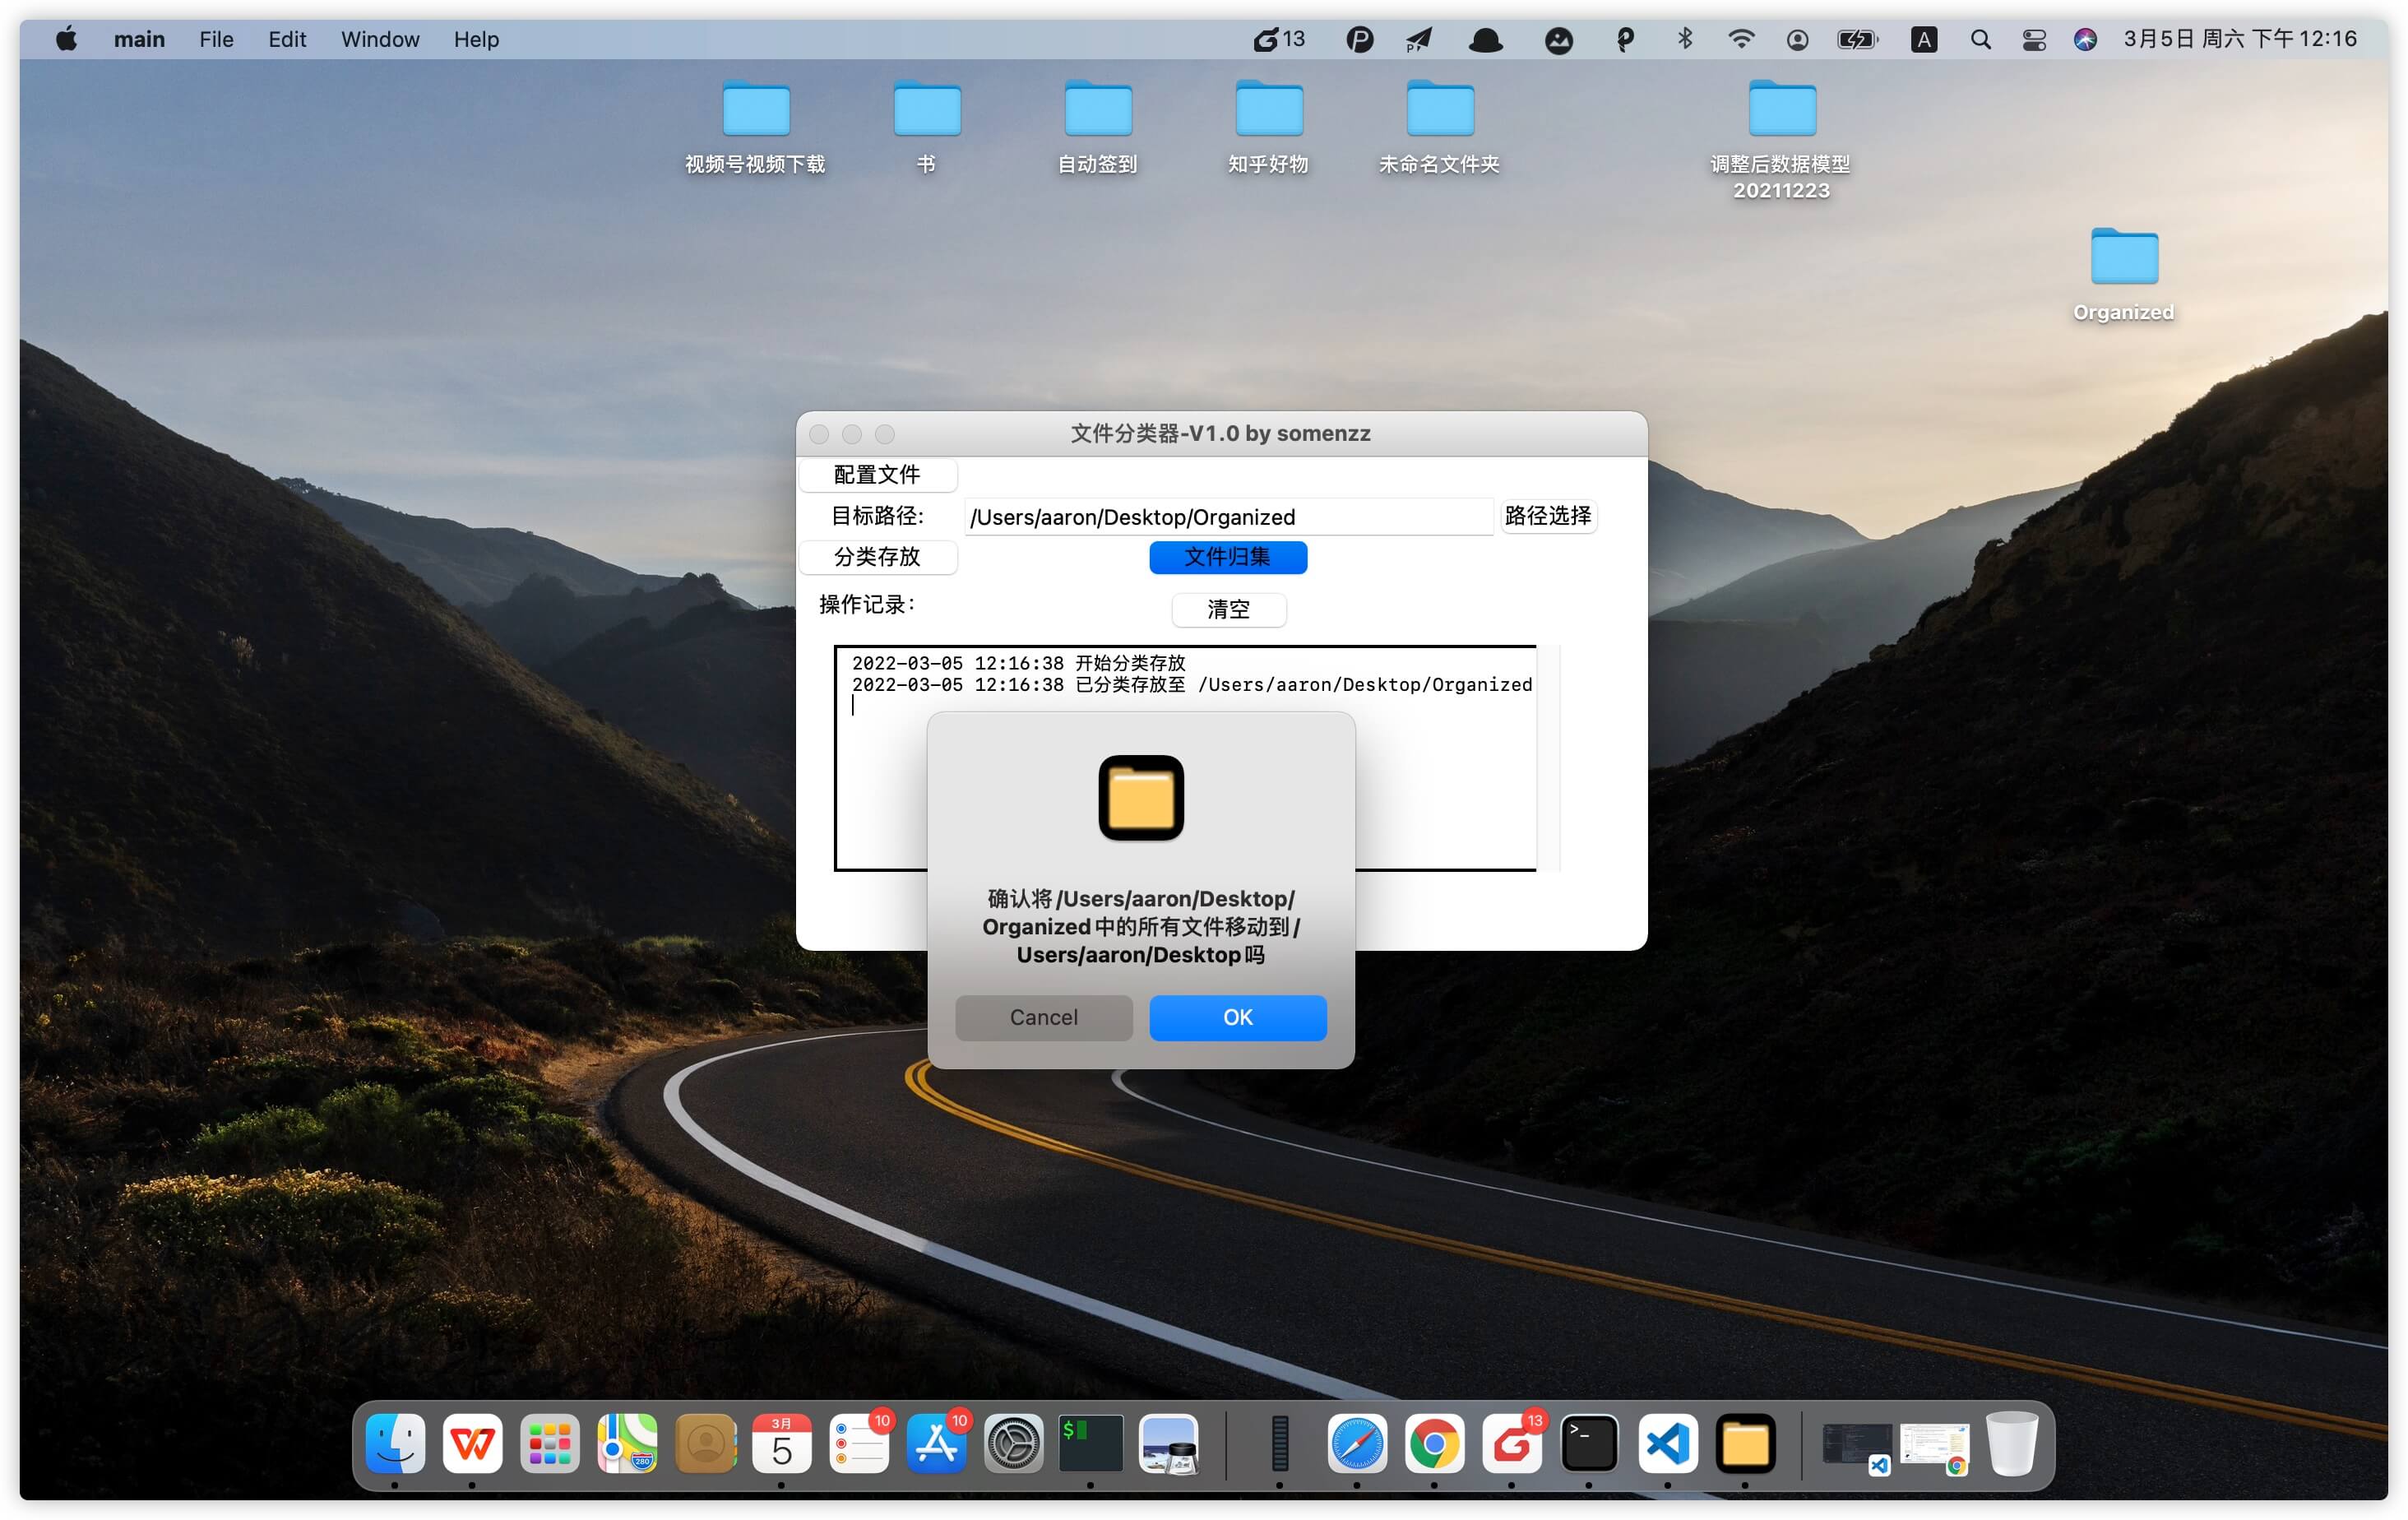 main File Edit Window Help 13 A 3月5日 周六 下午 12:16
视频号视频下载 书 自动签到 知乎好物 未命名文件夹 调整后数据模型
20211223
Organized
文件分类器-V1.0 by somenzz
配置文件
目标路径: /Users/aaron/Desktop/Organized 路径选择
分类存放 文件归集
操作记录: 清空
2022-03-05 12:16:38 开始分类存放
2022-03-05 12:16:38 已分类存放至 /Users/aaron/Desktop/Organized
确认将/Users/aaron/Desktop/
Organized中的所有文件移动到/
Users/aaron/Desktop吗
Cancel OK
3月 10 10 13
5 $ >_
280